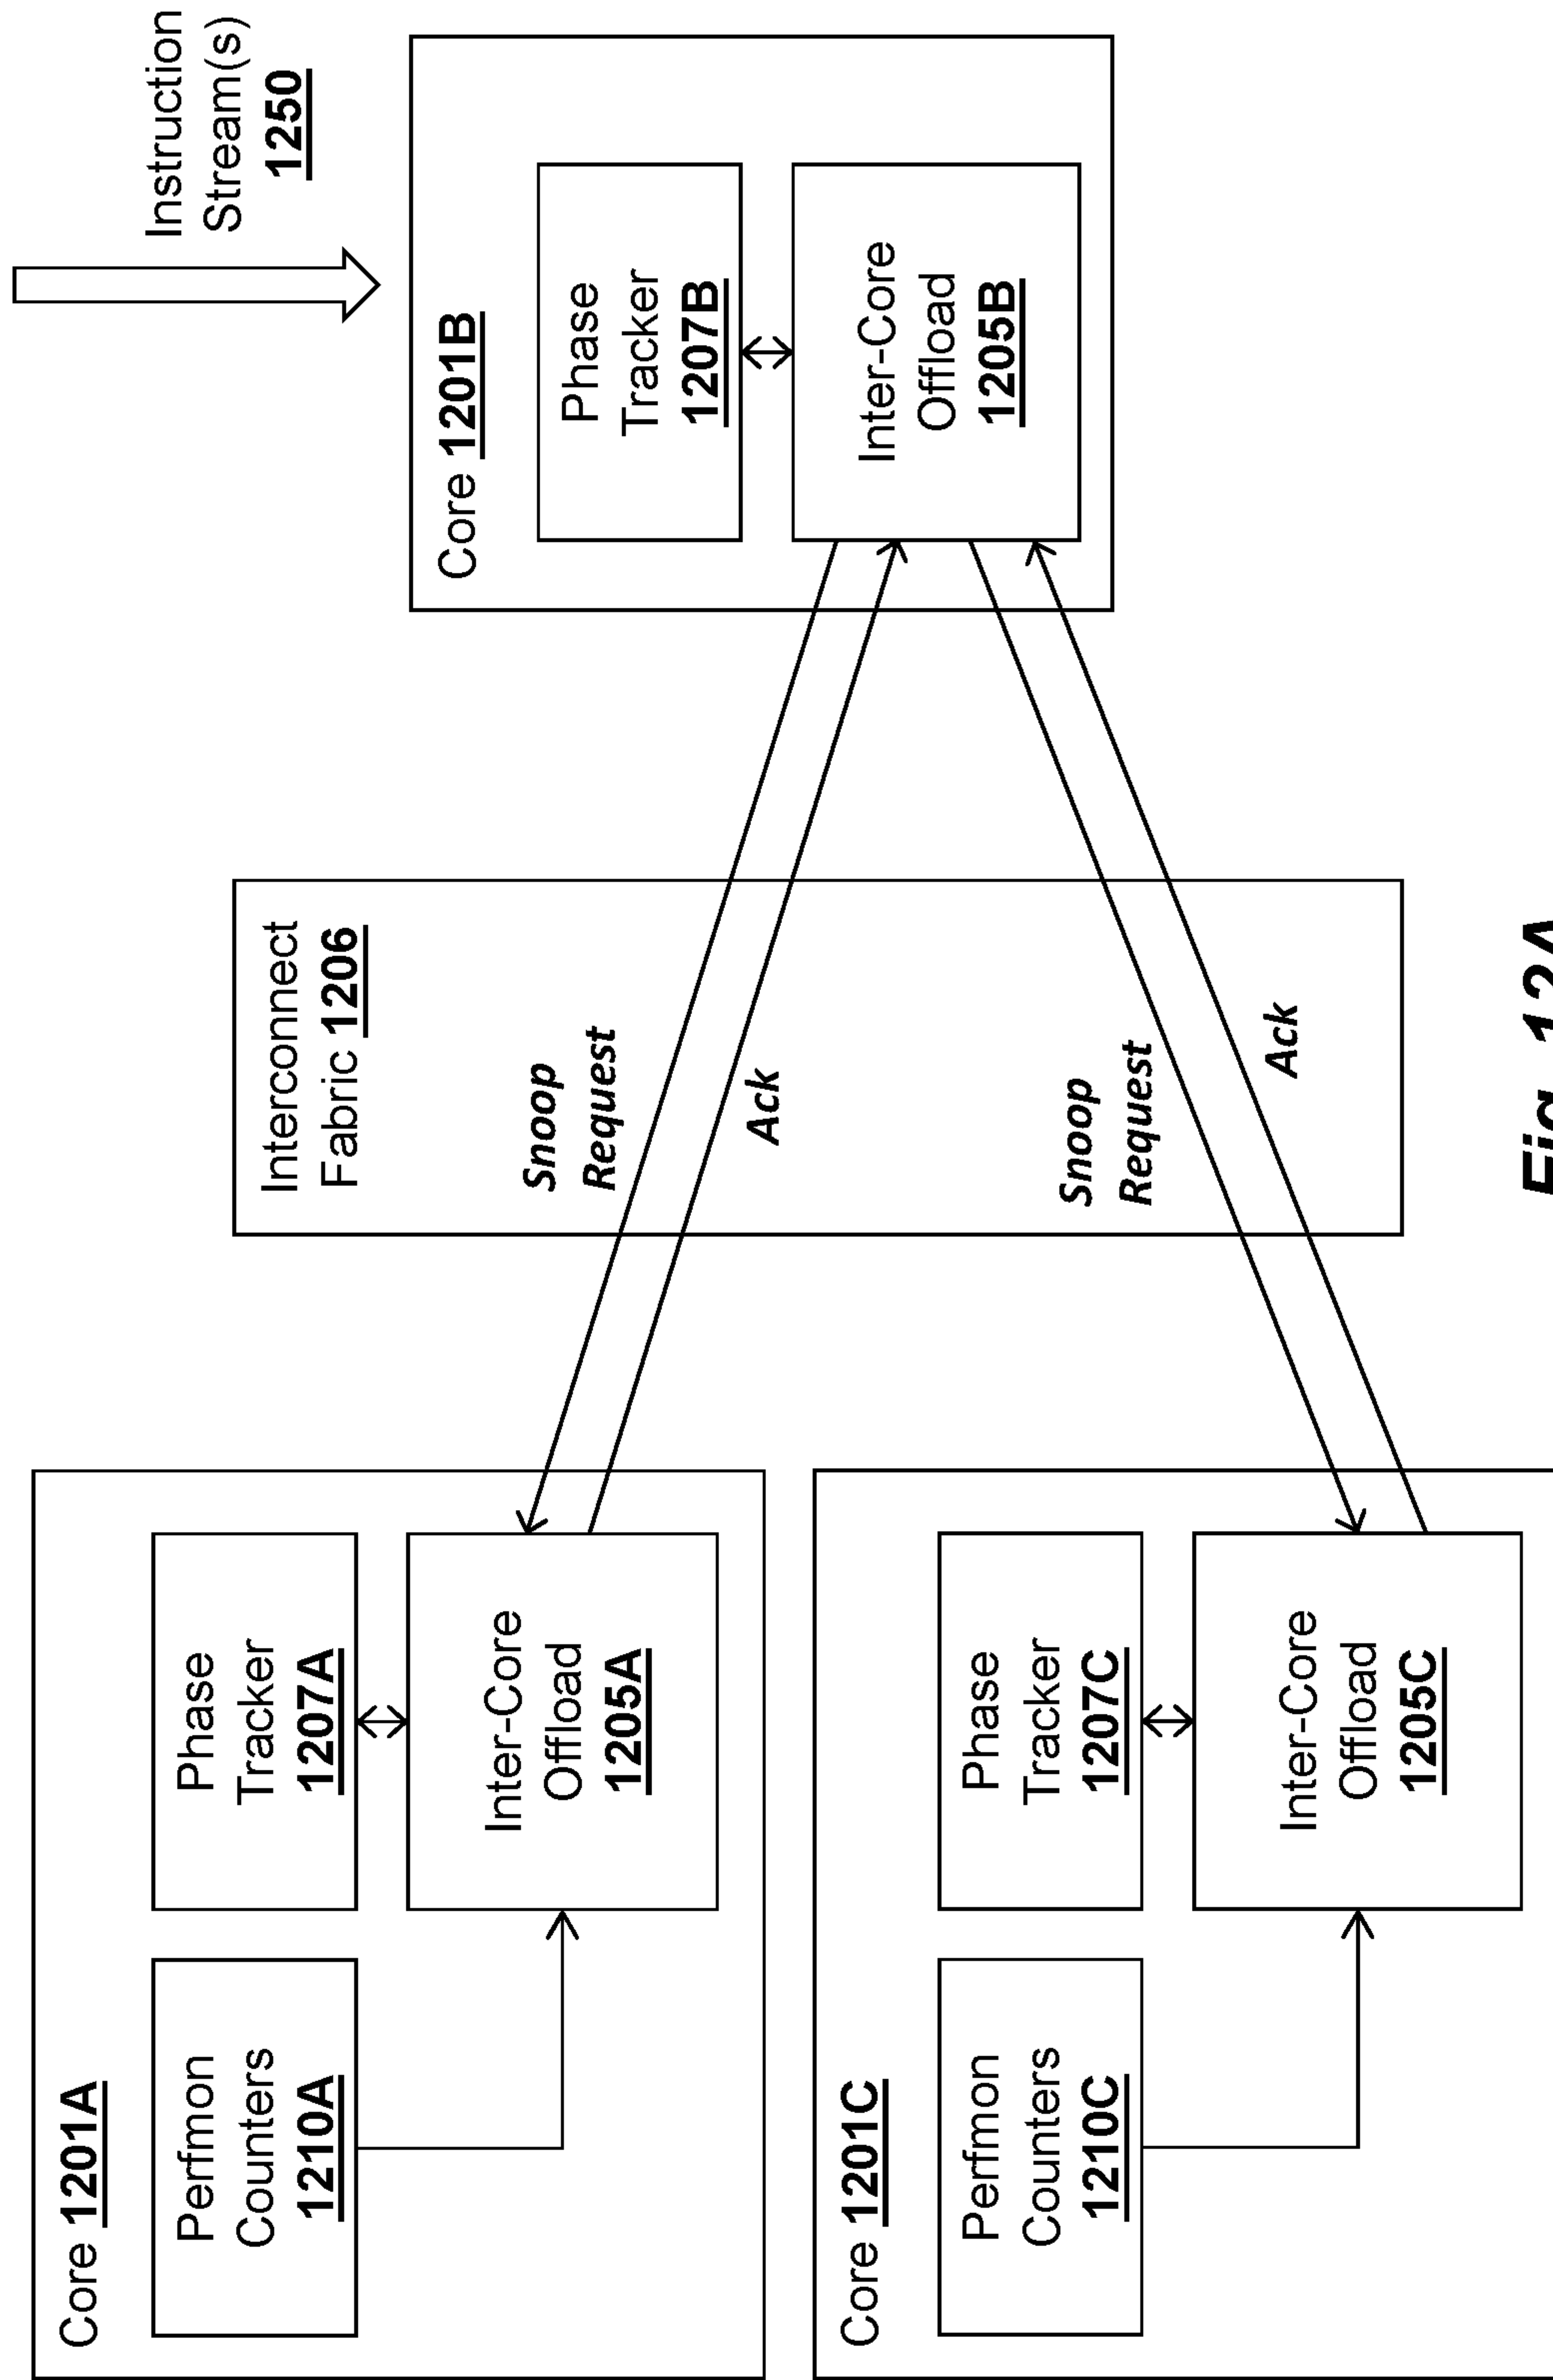 Core 1201A
Perfmon
Counters
1210A
Phase
Tracker
1207A
Inter-Core
Offload
1205A
Core 1201C
Perfmon
Counters
1210C
Phase
Tracker
1207C
Inter-Core
Offload
1205C
Interconnect
Fabric 1206
Snoop
Request
Ack
Snoop
Request
Ack
Instruction
Stream(s)
1250
Core 1201B
Phase
Tracker
1207B
Inter-Core
Offload
1205B
Fig. 12A